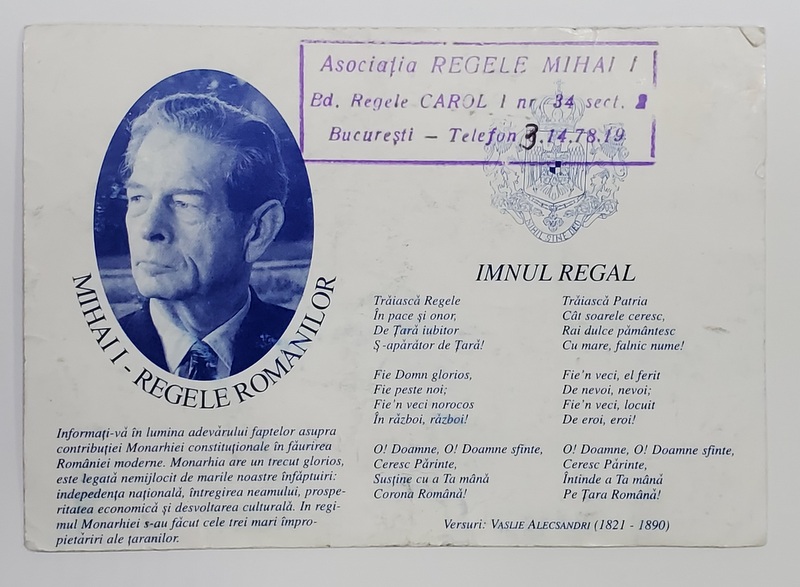 Asociația REGELE MIHAI I
Bd. Regele CAROL I nr. 34 sect. 2
București – Telefon 3.14.78.19
NIHIL SINE DEO
MIHAI I - REGELE ROMANILOR
Informați-vă în lumina adevărului faptelor asupra
contribuției Monarhiei constituționale în făurirea
României moderne. Monarhia are un trecut glorios,
este legată nemijlocit de marile noastre înfăptuiri:
indepedența națională, întregirea neamului, prospe-
ritatea economică și desvoltarea culturală. In regi-
mul Monarhiei s-au făcut cele trei mari împro-
pietăriri ale țaranilor.
IMNUL REGAL
Trăiască Regele
În pace și onor,
De Țară iubitor
Ș-apărător de Țară!
Fie Domn glorios,
Fie peste noi;
Fie'n veci norocos
În război, război!
O! Doamne, O! Doamne sfinte,
Ceresc Părinte,
Susține cu a Ta mână
Corona Română!
Trăiască Patria
Cât soarele ceresc,
Rai dulce pământesc
Cu mare, falnic nume!
Fie'n veci, el ferit
De nevoi, nevoi;
Fie'n veci, locuit
De eroi, eroi!
O! Doamne, O! Doamne sfinte,
Ceresc Părinte,
Întinde a Ta mână
Pe Țara Română!
Versuri: VASLIE ALECSANDRI (1821 - 1890)